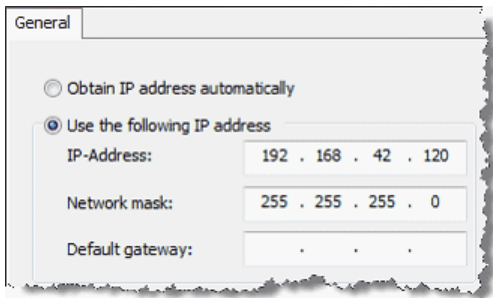 General
Obtain IP address automatically
Use the following IP address
IP-Address: 192 . 168 . 42 . 120
Network mask: 255 . 255 . 255 . 0
Default gateway: . . .